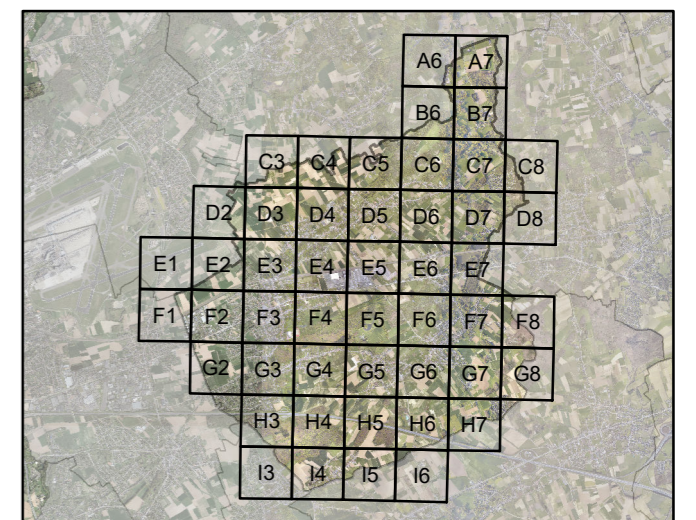 A6 A7
B6 B7
C3 C4 C5 C6 C7 C8
D2 D3 D4 D5 D6 D7 D8
E1 E2 E3 E4 E5 E6 E7
F1 F2 F3 F4 F5 F6 F7 F8
G2 G3 G4 G5 G6 G7 G8
H3 H4 H5 H6 H7
I3 I4 I5 I6